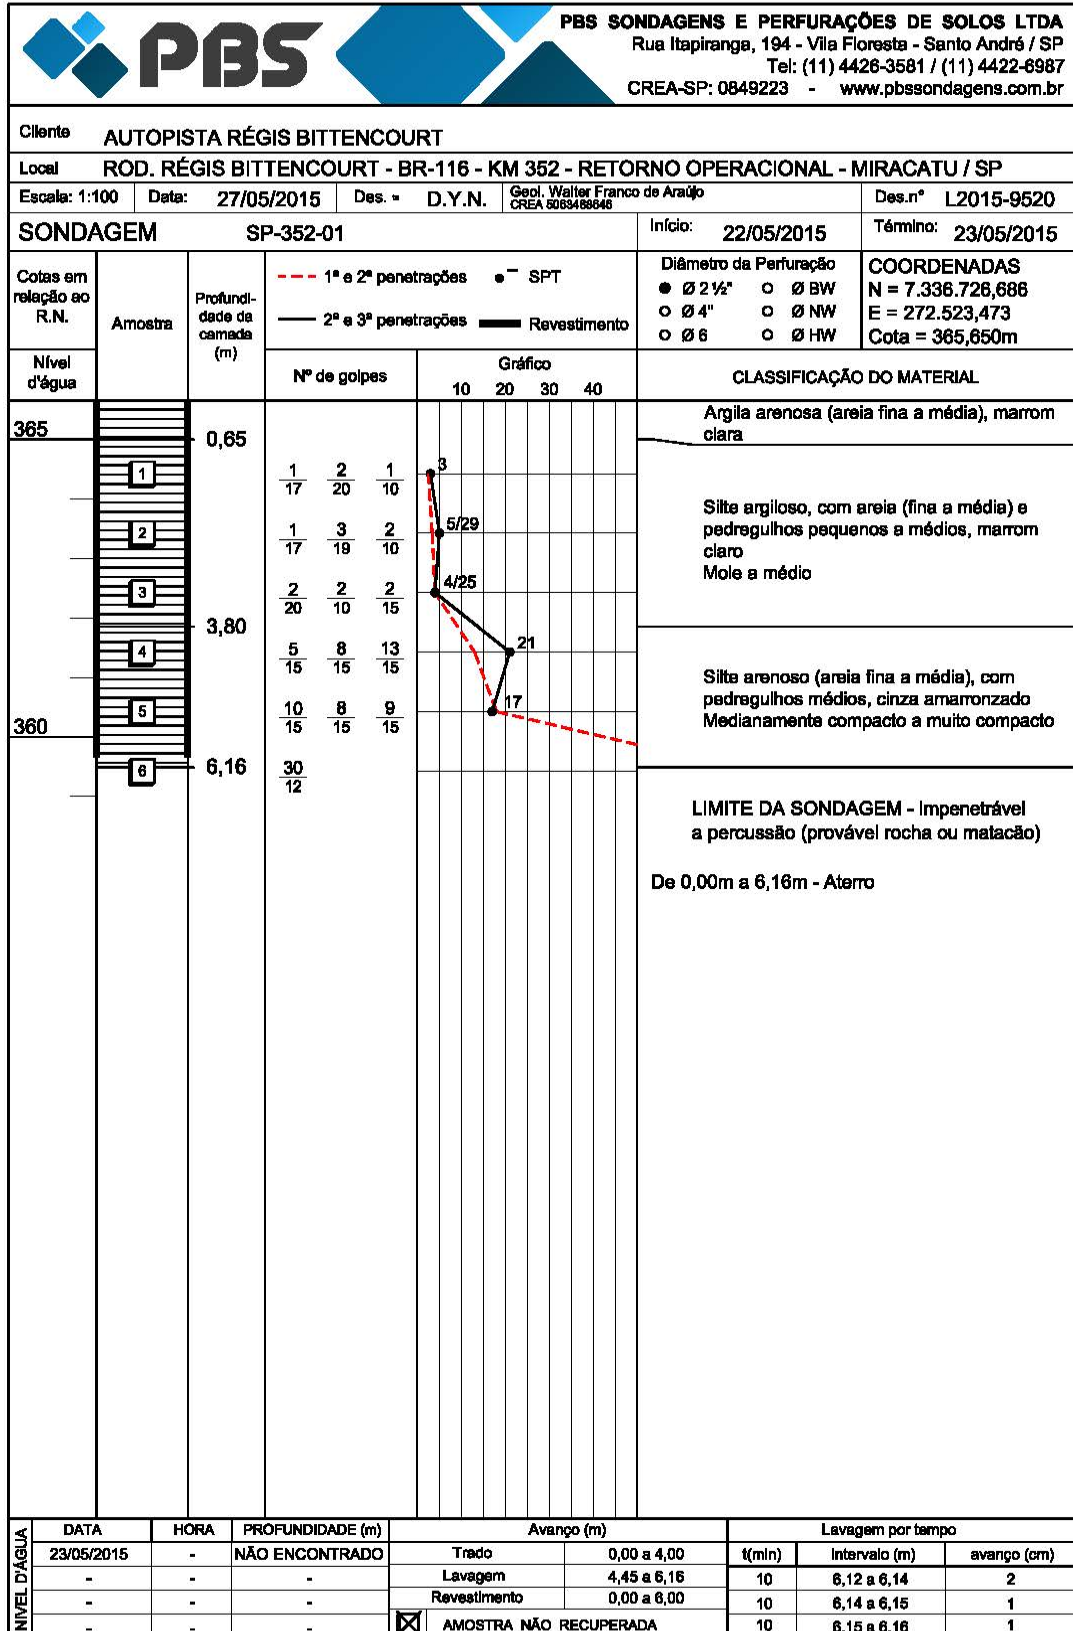 PBS
PBS SONDAGENS E PERFURAÇÕES DE SOLOS LTDA
Rua Itapiranga, 194 - Vila Floresta - Santo André / SP
Tel: (11) 4426-3581 / (11) 4422-6987
CREA-SP: 0849223 - www.pbssondagens.com.br
Cliente AUTOPISTA RÉGIS BITTENCOURT
Local ROD. RÉGIS BITTENCOURT - BR-116 - KM 352 - RETORNO OPERACIONAL - MIRACATU / SP
Escala: 1:100 Data: 27/05/2015 Des. - D.Y.N. Geol. Walter Franco de Araújo Des.nº L2015-9520
SONDAGEM SP-352-01 Início: 22/05/2015 Término: 23/05/2015
Cotas em relação ao R.N.
Amostra
Profundi-
dade da
camada
(m)
1ª e 2ª penetrações SPT
2ª e 3ª penetrações Revestimento
Diâmetro da Perfuração
Ø 2 ½" Ø BW
Ø 4" Ø NW
Ø 6 Ø HW
COORDENADAS
N = 7.336.726,686
E = 272.523,473
Cota = 365,650m
Nível
d'água
Nº de golpes
Gráfico
10 20 30 40
CLASSIFICAÇÃO DO MATERIAL
365
0,65
Argila arenosa (areia fina a média), marrom
clara
1
1/17 2/20 1/10
3
2
1/17 3/19 2/10
5/29
3
2/20 2/10 2/15
4/25
Silte argiloso, com areia (fina a média) e
pedregulhos pequenos a médios, marrom
claro
Mole a médio
3,80
4
5/15 8/15 13/15
21
5
10/15 8/15 9/15
17
Silte arenoso (areia fina a média), com
pedregulhos médios, cinza amarronzado
Medianamente compacto a muito compacto
360
6
6,16
30/12
LIMITE DA SONDAGEM - Impenetrável
a percussão (provável rocha ou matacão)
De 0,00m a 6,16m - Aterro
NIVEL D'ÁGUA
DATA HORA PROFUNDIDADE (m)
23/05/2015 - NÃO ENCONTRADO
- - -
- - -
- - -
Avanço (m)
Trado 0,00 a 4,00
Lavagem 4,45 a 6,16
Revestimento 0,00 a 6,00
AMOSTRA NÃO RECUPERADA
Lavagem por tempo
t(min) intervalo (m) avanço (cm)
10 6,12 a 6,14 2
10 6,14 a 6,15 1
10 6,15 a 6,16 1